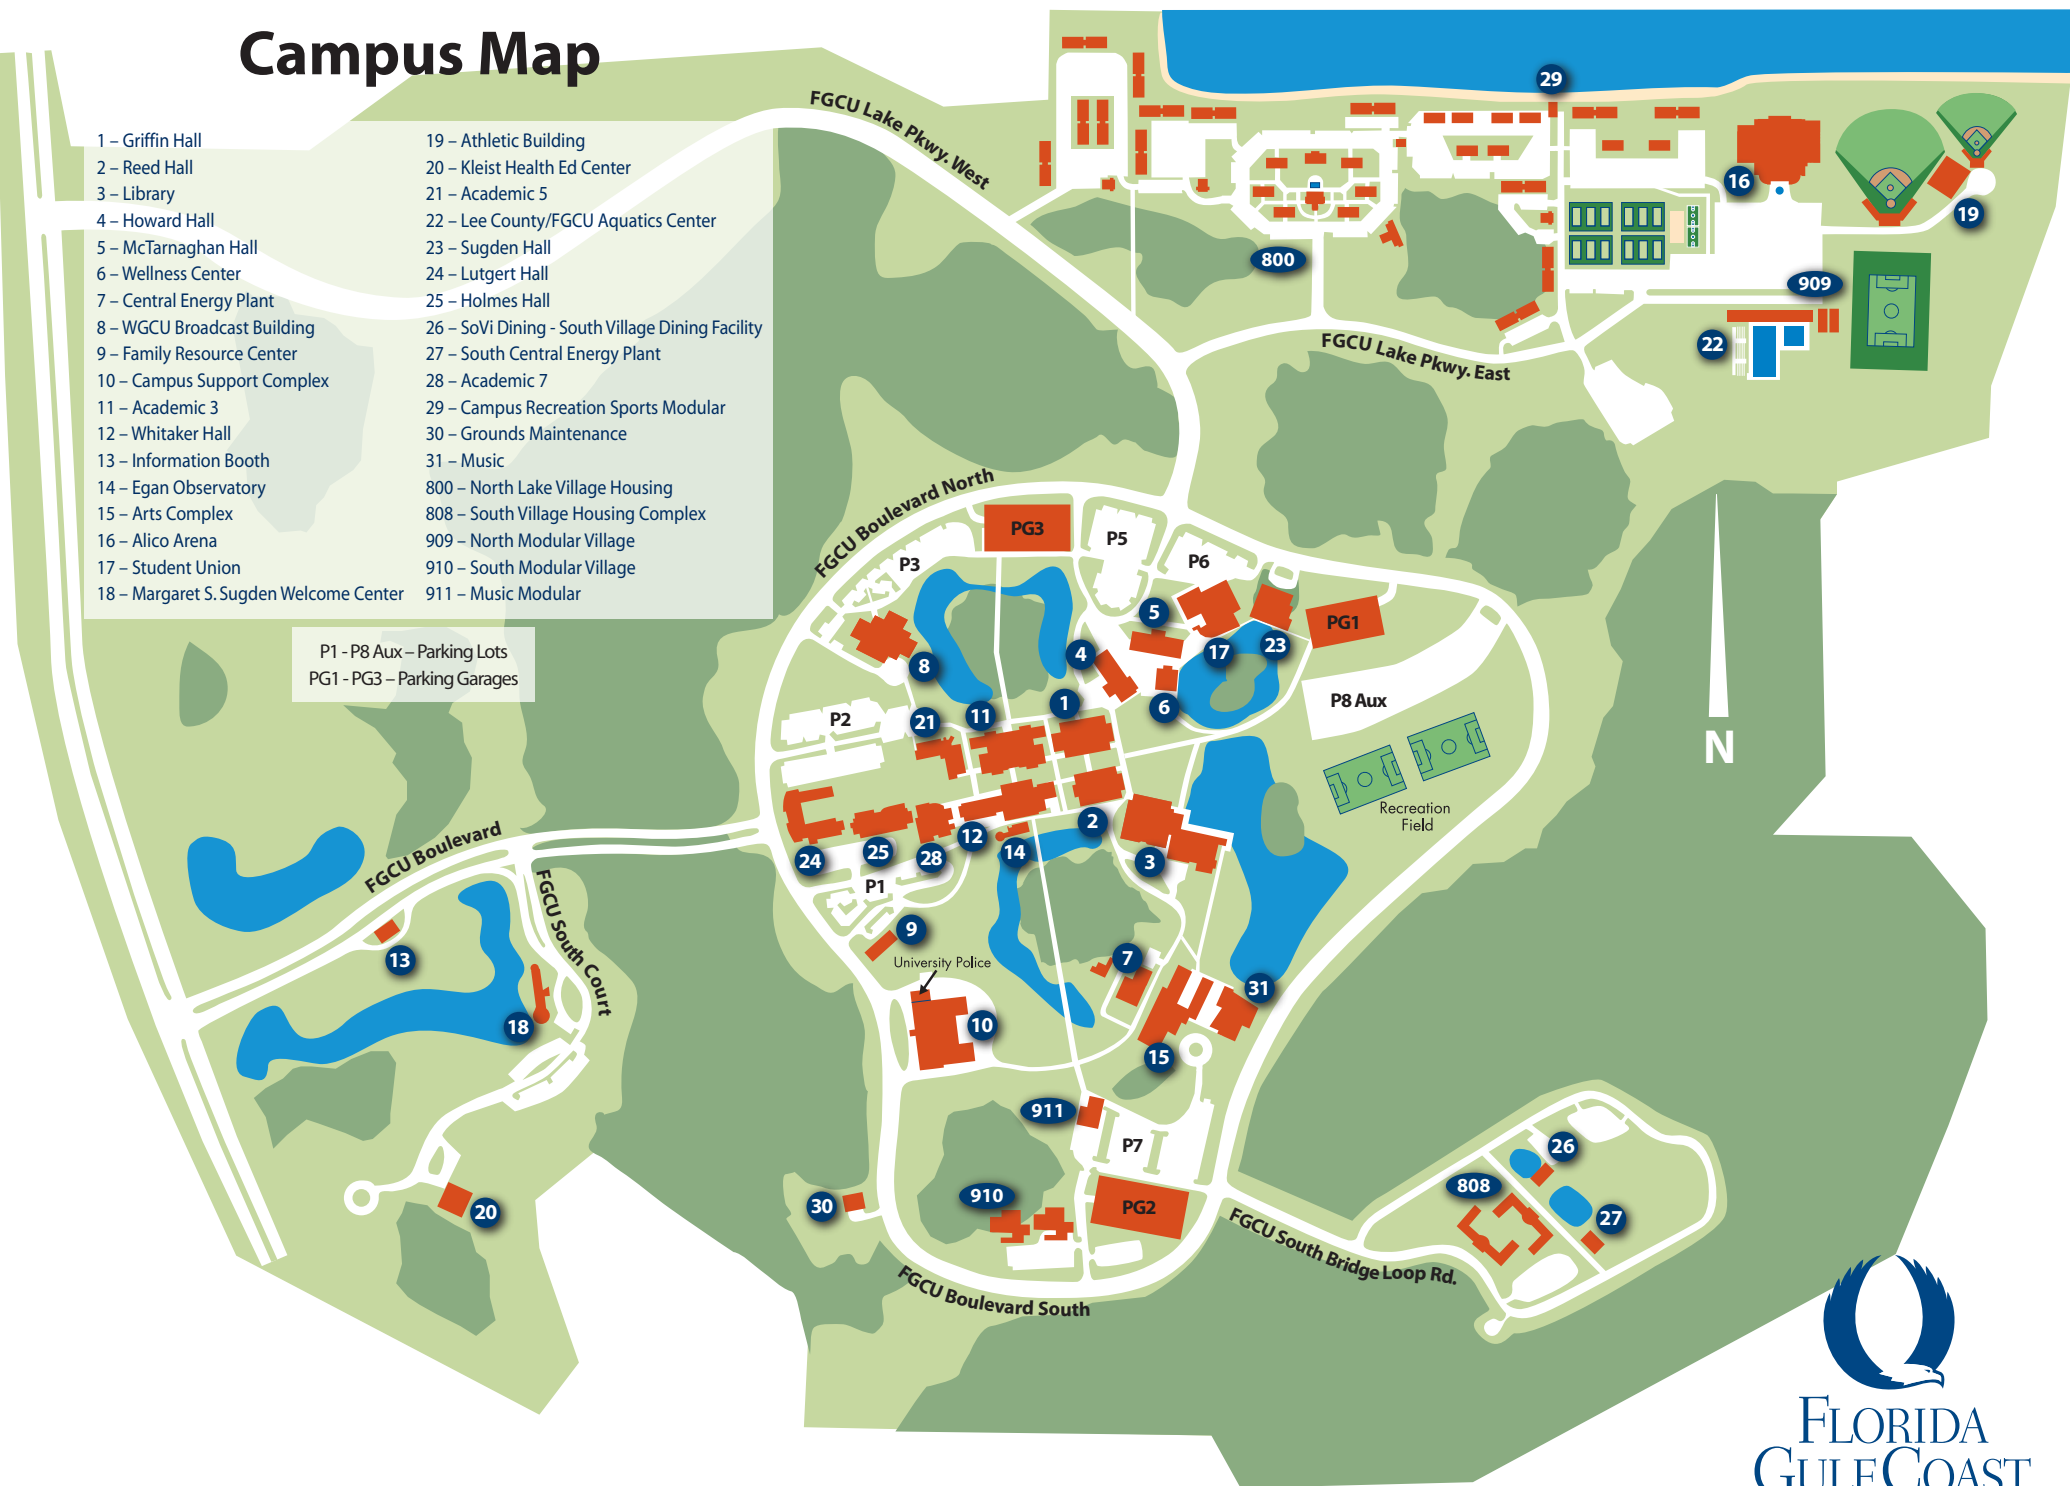 Campus Map
1 – Griffin Hall
2 – Reed Hall
3 – Library
4 – Howard Hall
5 – McTarnaghan Hall
6 – Wellness Center
7 – Central Energy Plant
8 – WGCU Broadcast Building
9 – Family Resource Center
10 – Campus Support Complex
11 – Academic 3
12 – Whitaker Hall
13 – Information Booth
14 – Egan Observatory
15 – Arts Complex
16 – Alico Arena
17 – Student Union
18 – Margaret S. Sugden Welcome Center
19 – Athletic Building
20 – Kleist Health Ed Center
21 – Academic 5
22 – Lee County/FGCU Aquatics Center
23 – Sugden Hall
24 – Lutgert Hall
25 – Holmes Hall
26 – SoVi Dining - South Village Dining Facility
27 – South Central Energy Plant
28 – Academic 7
29 – Campus Recreation Sports Modular
30 – Grounds Maintenance
31 – Music
800 – North Lake Village Housing
808 – South Village Housing Complex
909 – North Modular Village
910 – South Modular Village
911 – Music Modular
P1 - P8 Aux – Parking Lots
PG1 - PG3 – Parking Garages
FGCU Lake Pkwy. West
29
16
19
800
909
22
FGCU Lake Pkwy. East
FGCU Boulevard North
PG3
P5
P6
P3
5
PG1
4
17
23
8
6
P8 Aux
1
P2
21
11
N
Recreation
Field
2
12
14
3
24
25
28
P1
FGCU Boulevard
FGCU South Court
9
University Police
13
7
31
18
10
15
911
P7
26
808
910
30
PG2
20
27
FGCU South Bridge Loop Rd.
FGCU Boulevard South
FLORIDA
GULF COAST